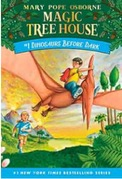 MARY POPE OSBORNE
MAGIC
TREE HOUSE
#1 DINOSAURS BEFORE DARK
#1 NEW YORK TIMES BESTSELLING SERIES